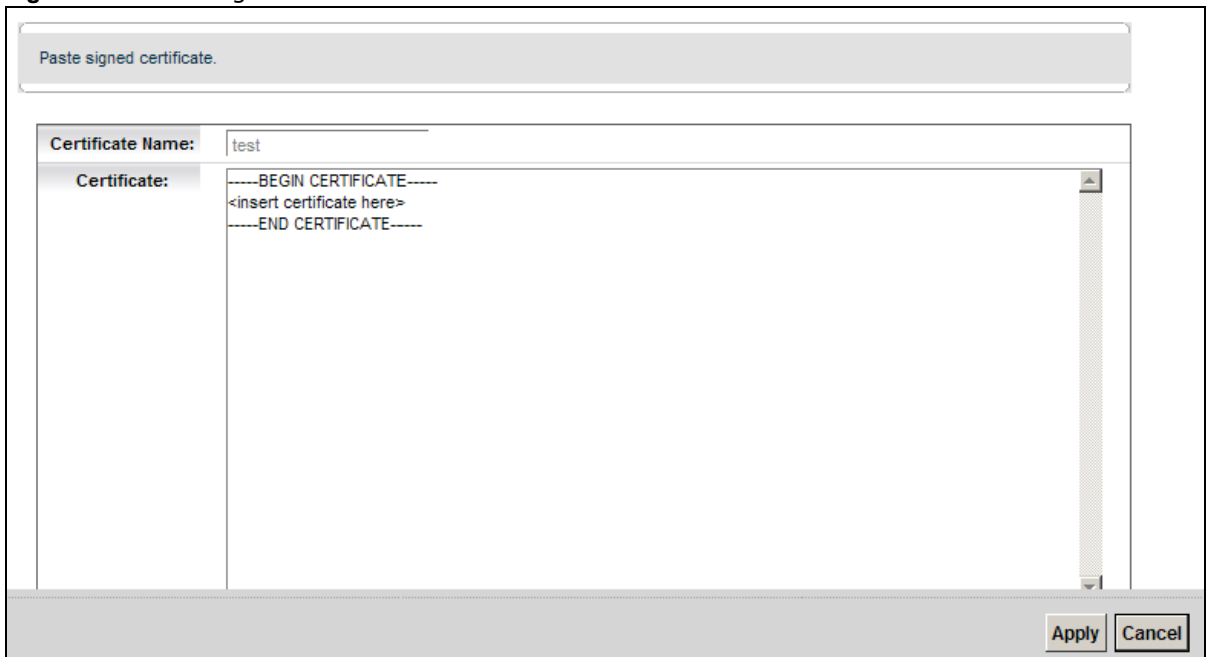 Paste signed certificate.
Certificate Name: test
Certificate: -----BEGIN CERTIFICATE-----
<insert certificate here>
-----END CERTIFICATE-----
Apply Cancel